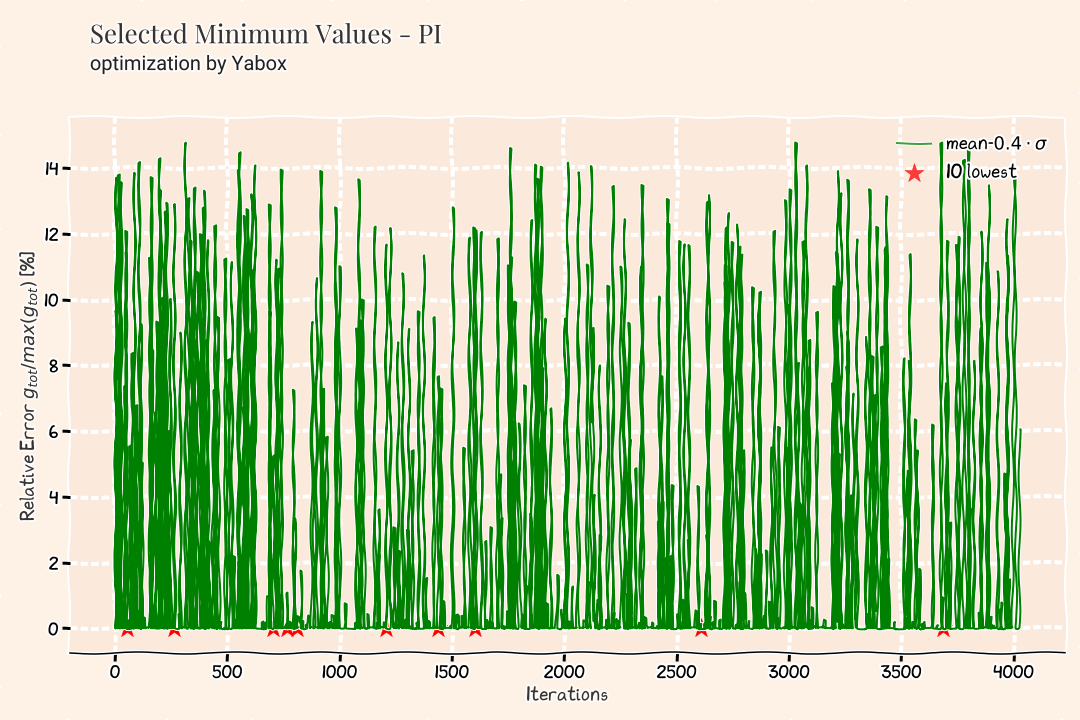 Selected Minimum Values - PI
optimization by Yabox
mean-0.4 · σ
10 lowest
Relative Error g_tot/max(g_tot) [%]
14
12
10
8
6
4
2
0
0 500 1000 1500 2000 2500 3000 3500 4000
Iterations